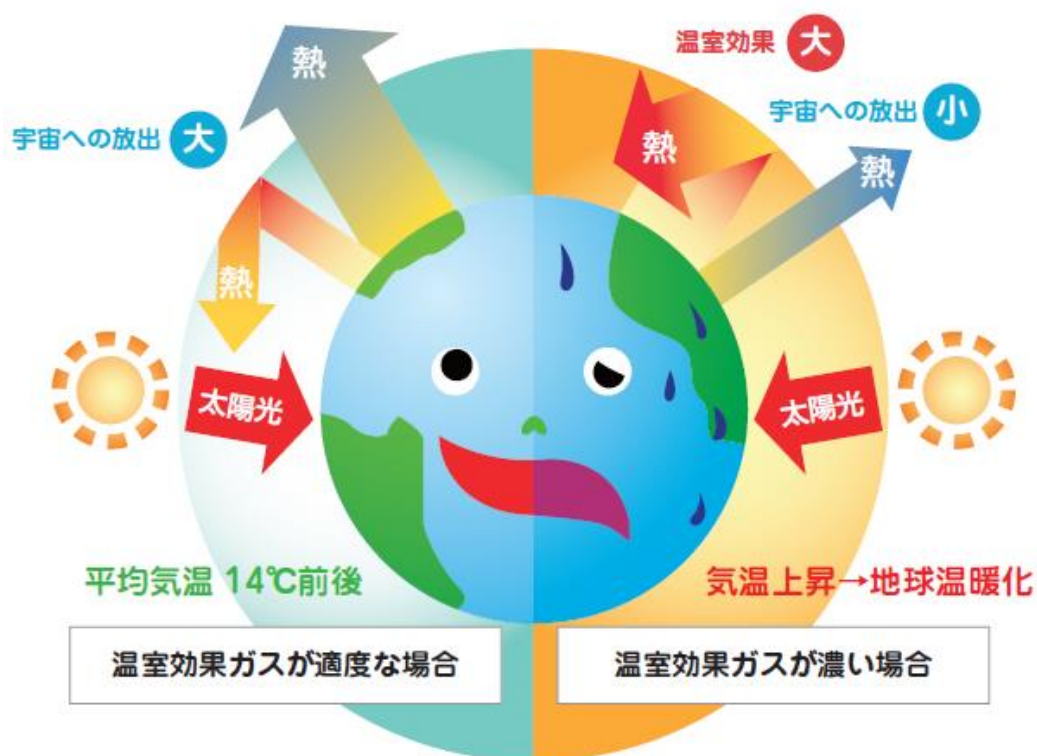 熱
宇宙への放出 大
熱
太陽光
平均気温 14℃前後
温室効果ガスが適度な場合
温室効果 大
宇宙への放出 小
熱
熱
太陽光
気温上昇→地球温暖化
温室効果ガスが濃い場合